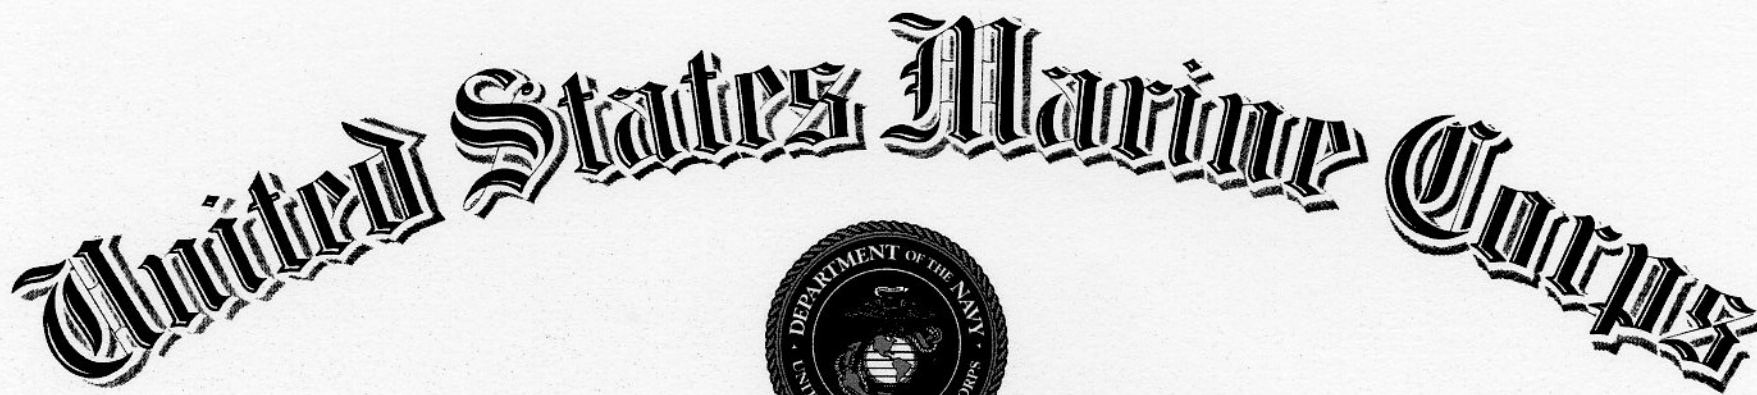 United States Marine Corps
DEPARTMENT OF THE NAVY